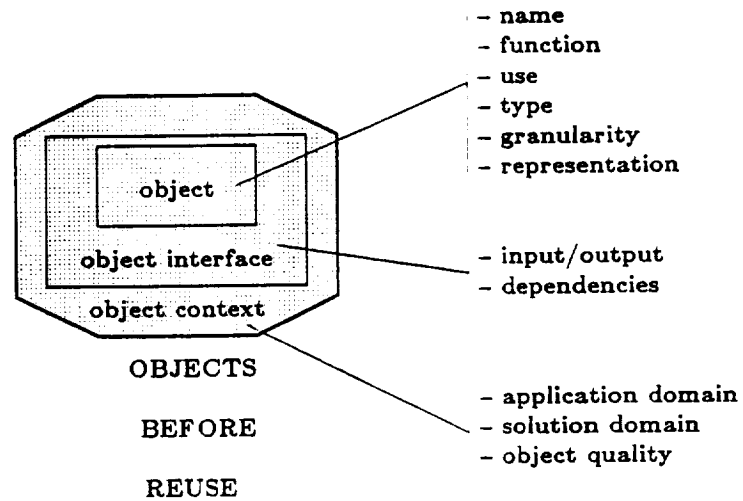 – name
– function
– use
– type
– granularity
– representation
object
object interface
– input/output
– dependencies
object context
OBJECTS
BEFORE
REUSE
– application domain
– solution domain
– object quality